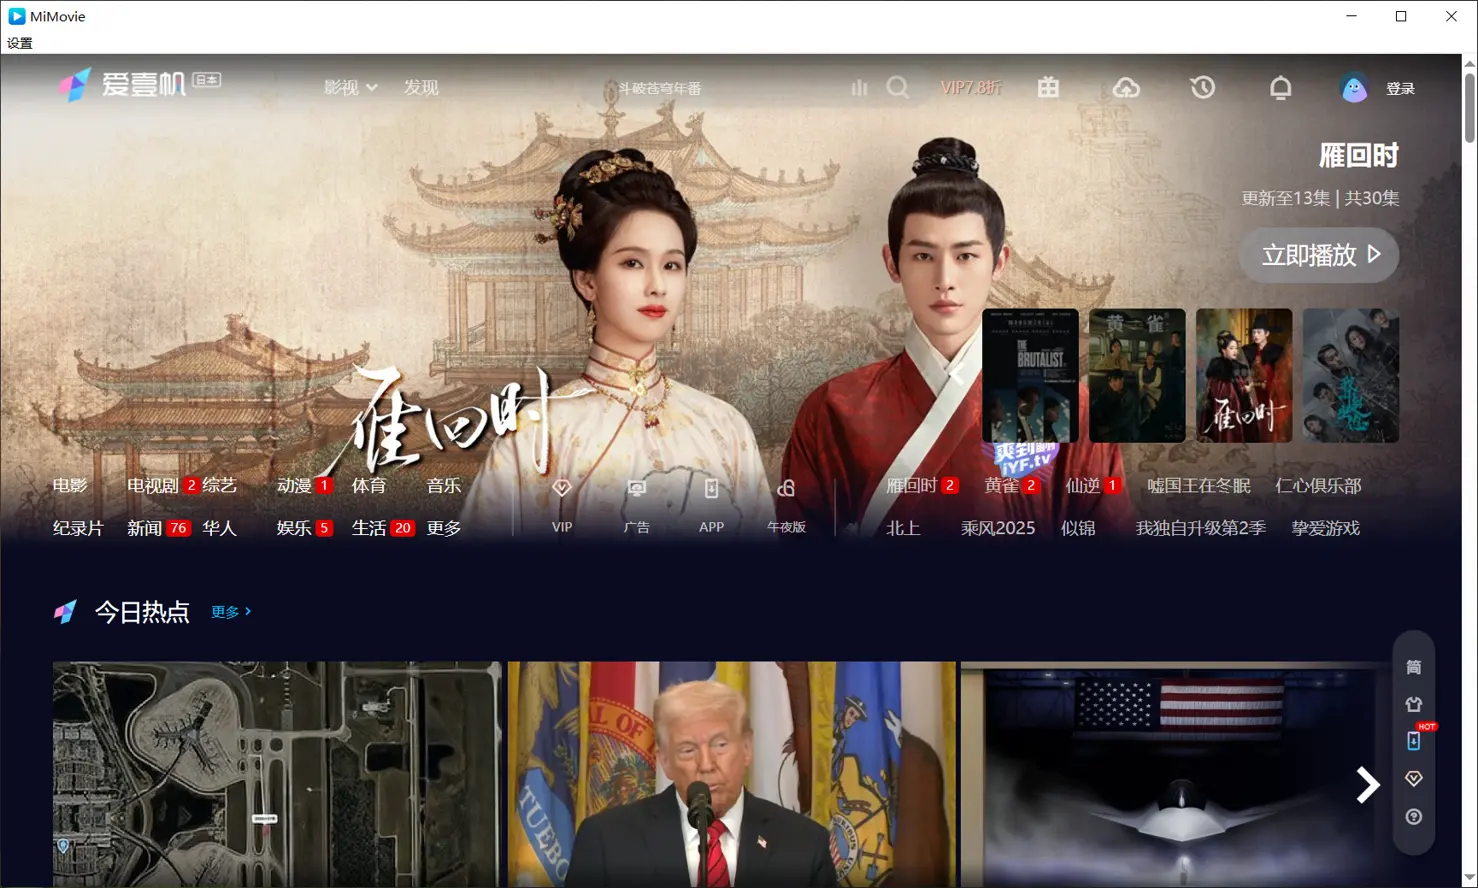 MiMovie
设置
爱壹帆 日本
影视 发现 斗破苍穹年番 VIP7.8折 登录
雁回时
更新至13集 | 共30集
立即播放
THE
BRUTALIST
黄雀
雁回时
雁回时
爽到翻
iYF.tv
电影 电视剧 2 综艺 动漫 1 体育 音乐
VIP 广告 APP 午夜版
雁回时 2 黄雀 2 仙逆 1 嘘国王在冬眠 仁心俱乐部
纪录片 新闻 76 华人 娱乐 5 生活 20 更多
北上 乘风2025 似锦 我独自升级第2季 挚爱游戏
今日热点 更多
简
HOT